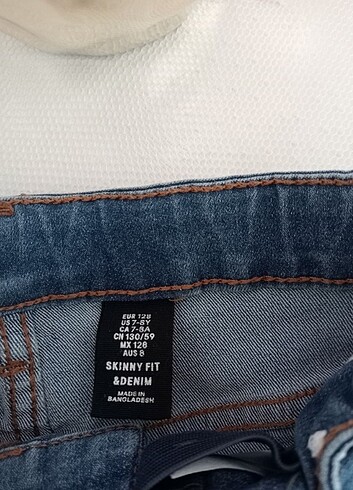 EUR 128
US 7-8Y
CA 7-8A
CN 130/59
MX 128
AUS 8
SKINNY FIT
&DENIM
MADE IN
BANGLADESH